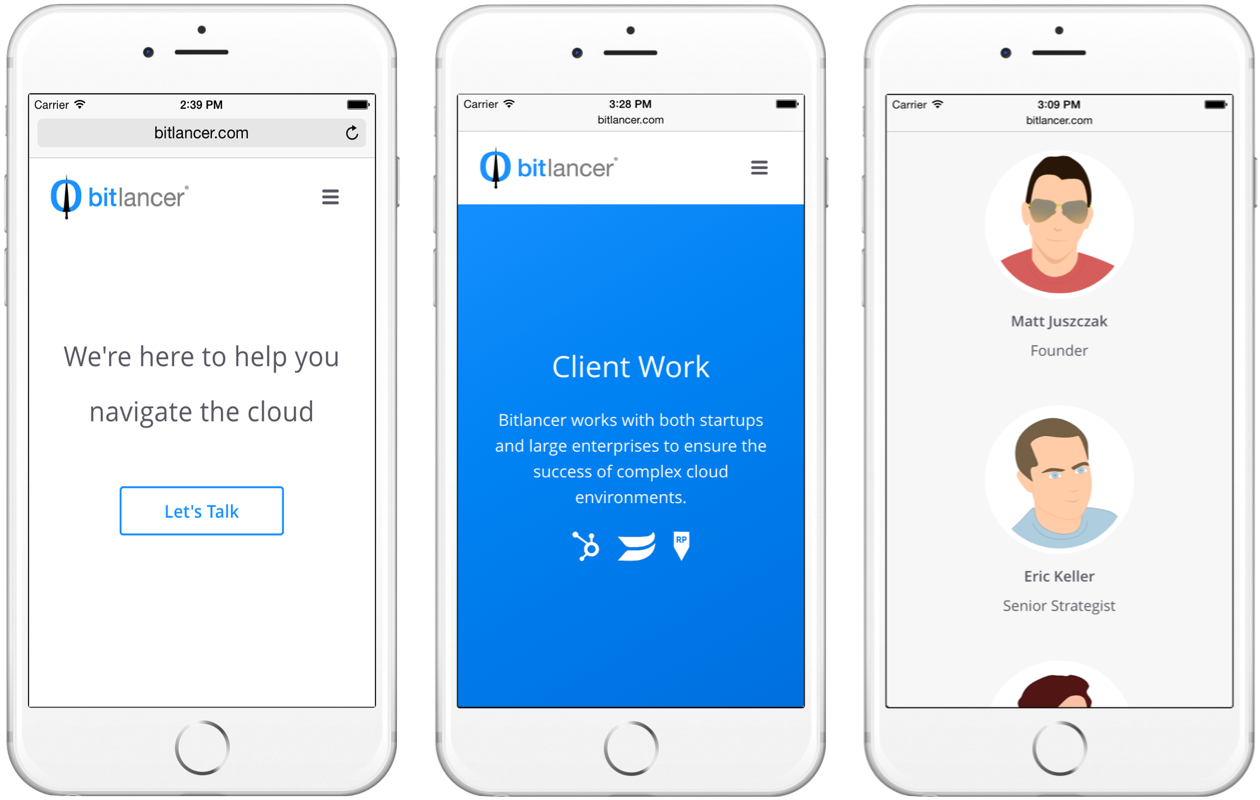 Carrier 2:39 PM
bitlancer.com
bitlancer®
We're here to help you
navigate the cloud
Let's Talk
Carrier 3:28 PM
bitlancer.com
bitlancer®
Client Work
Bitlancer works with both startups
and large enterprises to ensure the
success of complex cloud
environments.
RP
Carrier 3:09 PM
bitlancer.com
Matt Juszczak
Founder
Eric Keller
Senior Strategist